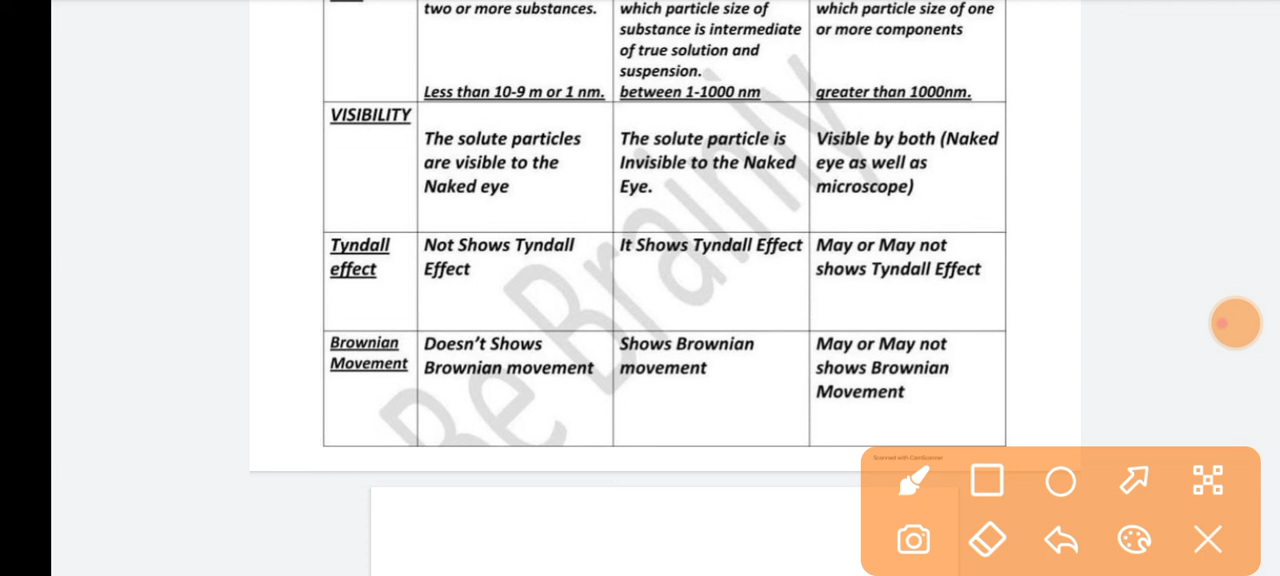 two or more substances.
which particle size of
substance is intermediate
of true solution and
suspension.
which particle size of one
or more components
Less than 10-9 m or 1 nm.
between 1-1000 nm
greater than 1000nm.
VISIBILITY
The solute particles
are visible to the
Naked eye
The solute particle is
Invisible to the Naked
Eye.
Visible by both (Naked
eye as well as
microscope)
Tyndall
effect
Not Shows Tyndall
Effect
It Shows Tyndall Effect
May or May not
shows Tyndall Effect
Brownian
Movement
Doesn't Shows
Brownian movement
Shows Brownian
movement
May or May not
shows Brownian
Movement
Be Brainly
Scanned with CamScanner